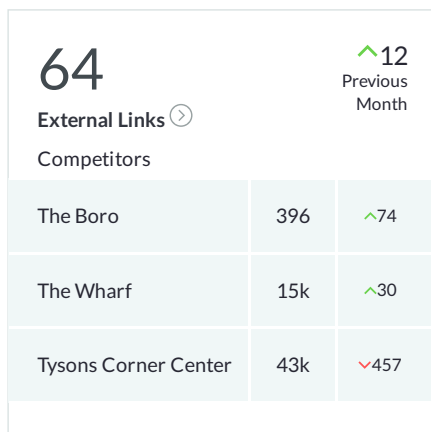 64
12
Previous
Month
External Links
Competitors
The Boro 396 74
The Wharf 15k 30
Tysons Corner Center 43k 457